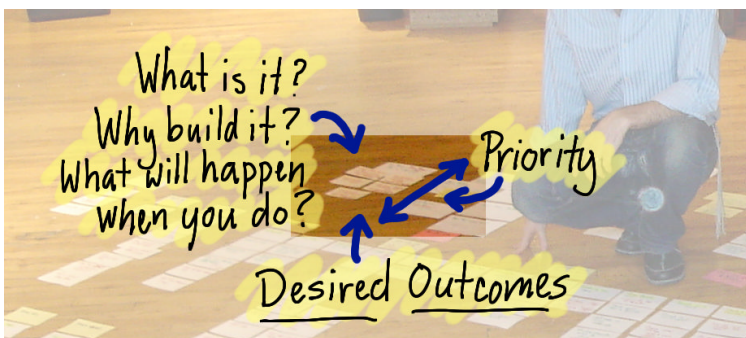 What is it?
Why build it?
What will happen
when you do?
Priority
Desired Outcomes